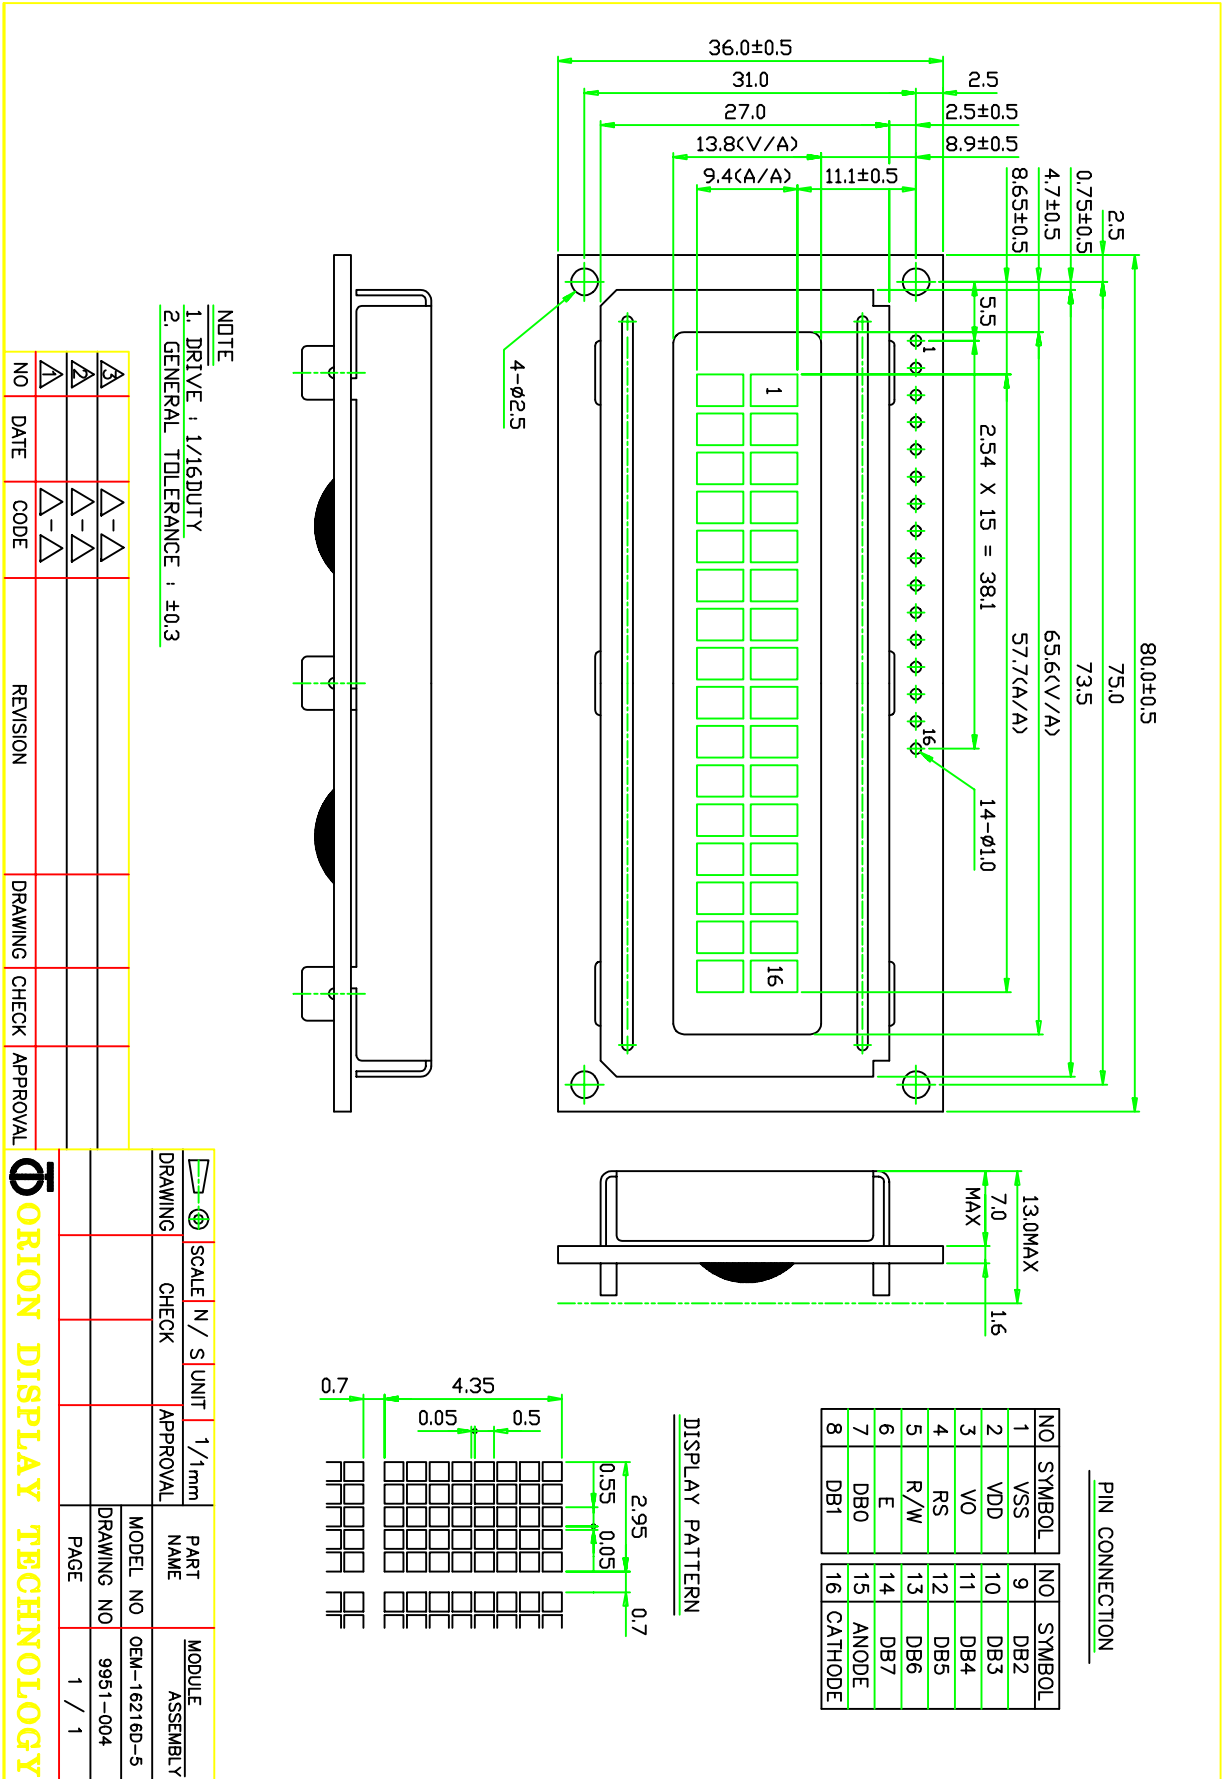 36.0±0.5
31.0
2.5
27.0
2.5±0.5
13.8(V/A)
8.9±0.5
9.4(A/A)
11.1±0.5
80.0±0.5
2.5
75.0
0.75±0.5
73.5
4.7±0.5
65.6(V/A)
8.65±0.5
57.7(A/A)
5.5
2.54 X 15 = 38.1
14-ø1.0
1
16
1
16
4-ø2.5
13.0MAX
7.0
MAX
1.6
PIN CONNECTION
NO SYMBOL NO SYMBOL
1 VSS 9 DB2
2 VDD 10 DB3
3 VO 11 DB4
4 RS 12 DB5
5 R/W 13 DB6
6 E 14 DB7
7 DB0 15 ANODE
8 DB1 16 CATHODE
DISPLAY PATTERN
2.95
0.7
0.55
0.05
0.7
4.35
0.05
0.5
NOTE
1. DRIVE : 1/16DUTY
2. GENERAL TOLERANCE : ±0.3
3 -
2 -
1 -
NO DATE CODE REVISION DRAWING CHECK APPROVAL
SCALE N / S UNIT 1/1mm
DRAWING CHECK APPROVAL
PART NAME
MODULE ASSEMBLY
MODEL NO OEM-16216D-5
DRAWING NO 9951-004
PAGE 1 / 1
ORION DISPLAY TECHNOLOGY